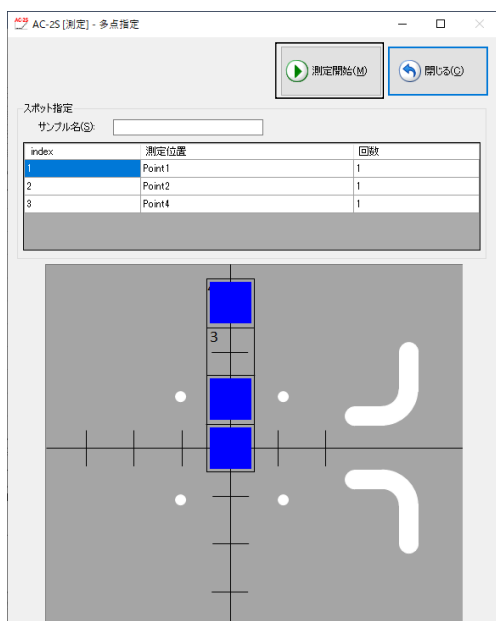 AC-2S [測定] - 多点指定
測定開始(M)
閉じる(C)
スポット指定
サンプル名(S):
index 測定位置 回数
1 Point1 1
2 Point2 1
3 Point4 1
3